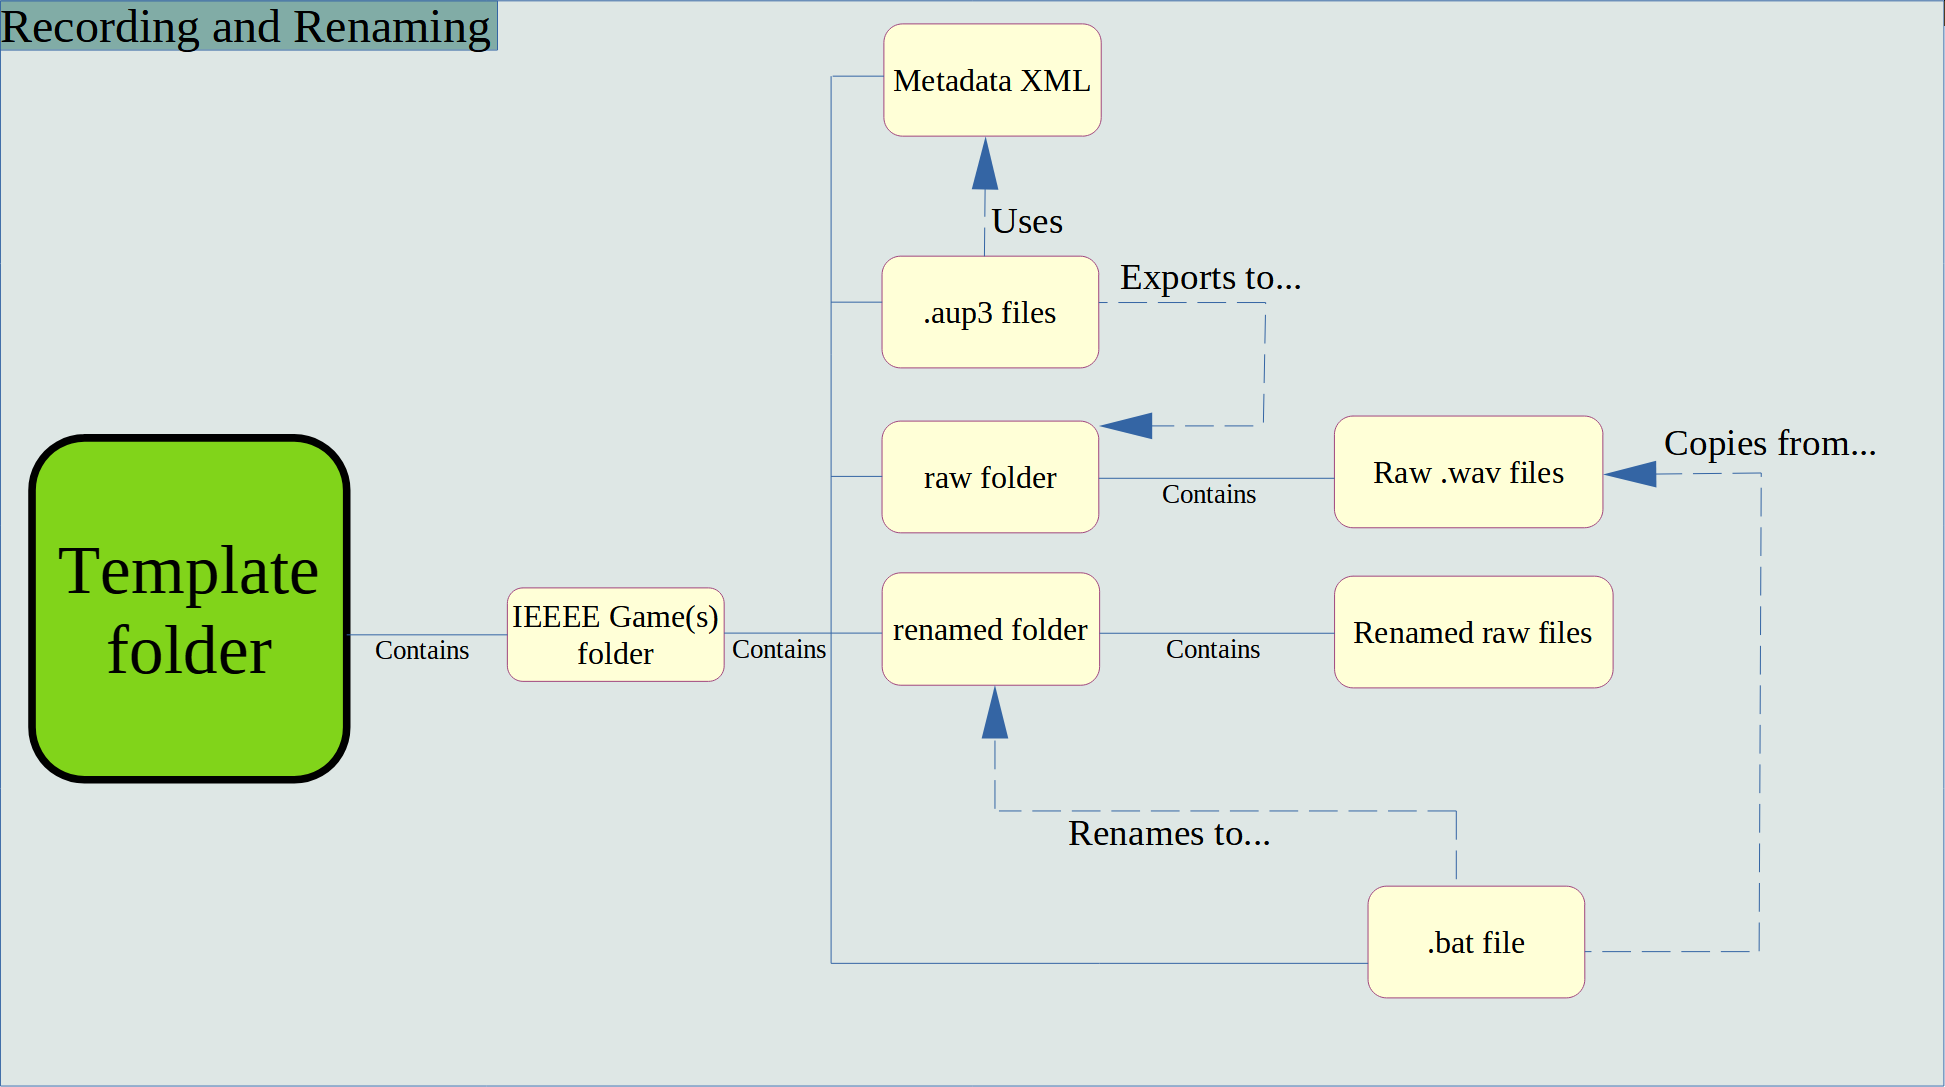 Recording and Renaming
Metadata XML
Uses
.aup3 files
Exports to...
raw folder
Contains
Raw .wav files
Copies from...
Template
folder
Contains
IEEEE Game(s)
folder
Contains
renamed folder
Contains
Renamed raw files
Renames to...
.bat file